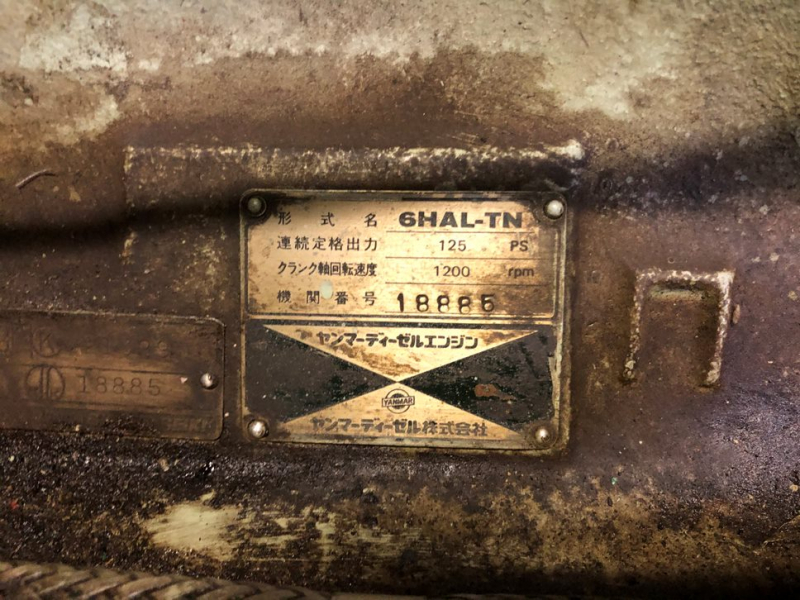 形式名 6HAL-TN
連続定格出力 125 PS
クランク軸回転速度 1200 rpm
機関番号 18885
ヤンマーディーゼルエンジン
YANMAR
ヤンマーディーゼル株式会社
18885